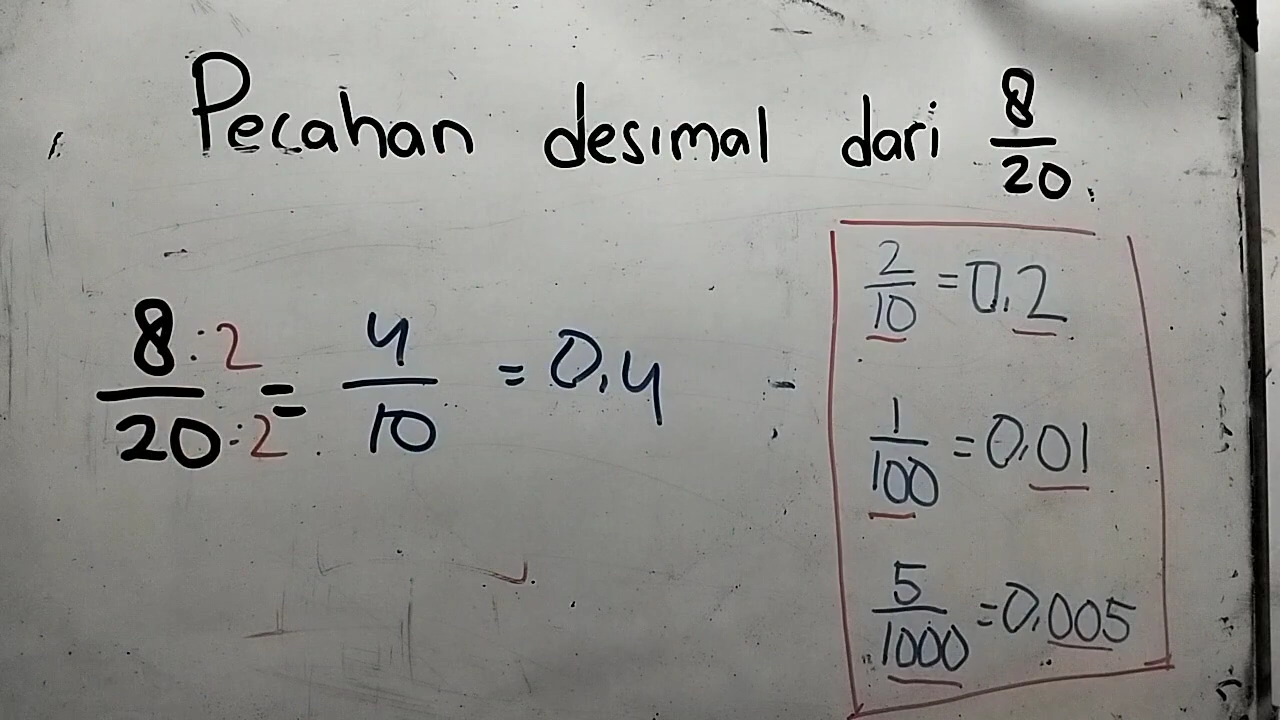 Pecahan desimal dari 8/20.
8:2/20:2 = 4/10 = 0,4
2/10 = 0,2
1/100 = 0,01
5/1000 = 0,005